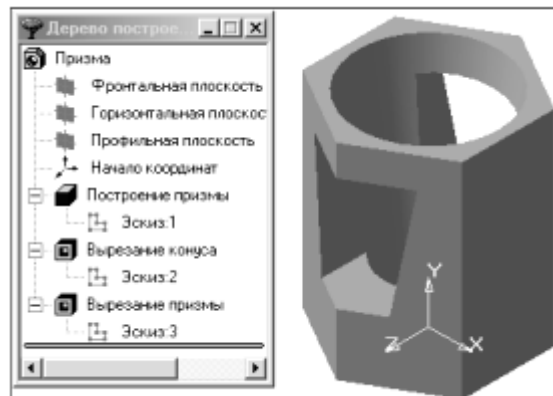 Дерево построе...
Призма
Фронтальная плоскость
Горизонтальная плоскос
Профильная плоскость
Начало координат
Построение призмы
Эскиз:1
Вырезание конуса
Эскиз:2
Вырезание призмы
Эскиз:3
Y
Z
X